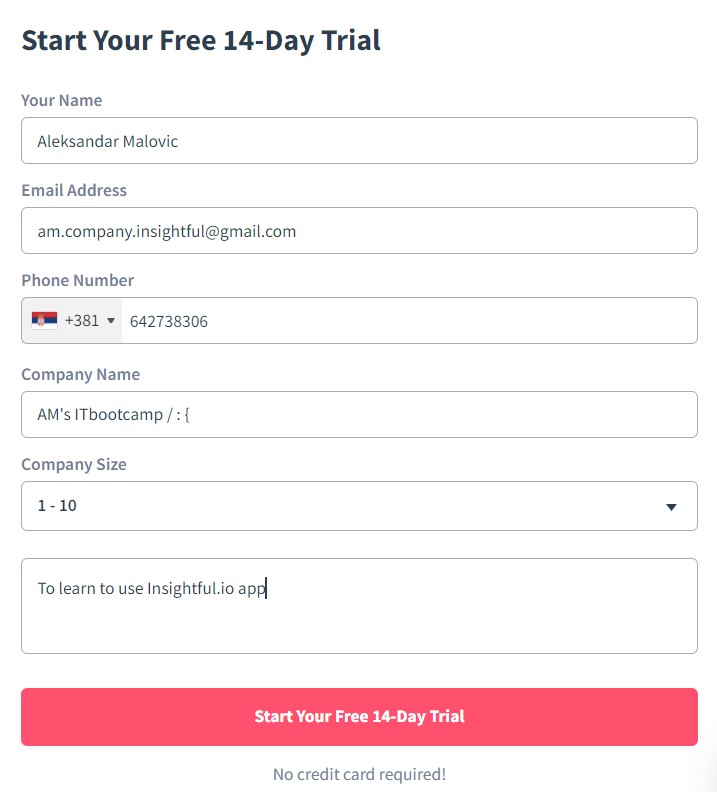 Start Your Free 14-Day Trial
Your Name
Aleksandar Malovic
Email Address
am.company.insightful@gmail.com
Phone Number
+381 642738306
Company Name
AM's ITbootcamp / : {
Company Size
1 - 10
To learn to use Insightful.io app
Start Your Free 14-Day Trial
No credit card required!